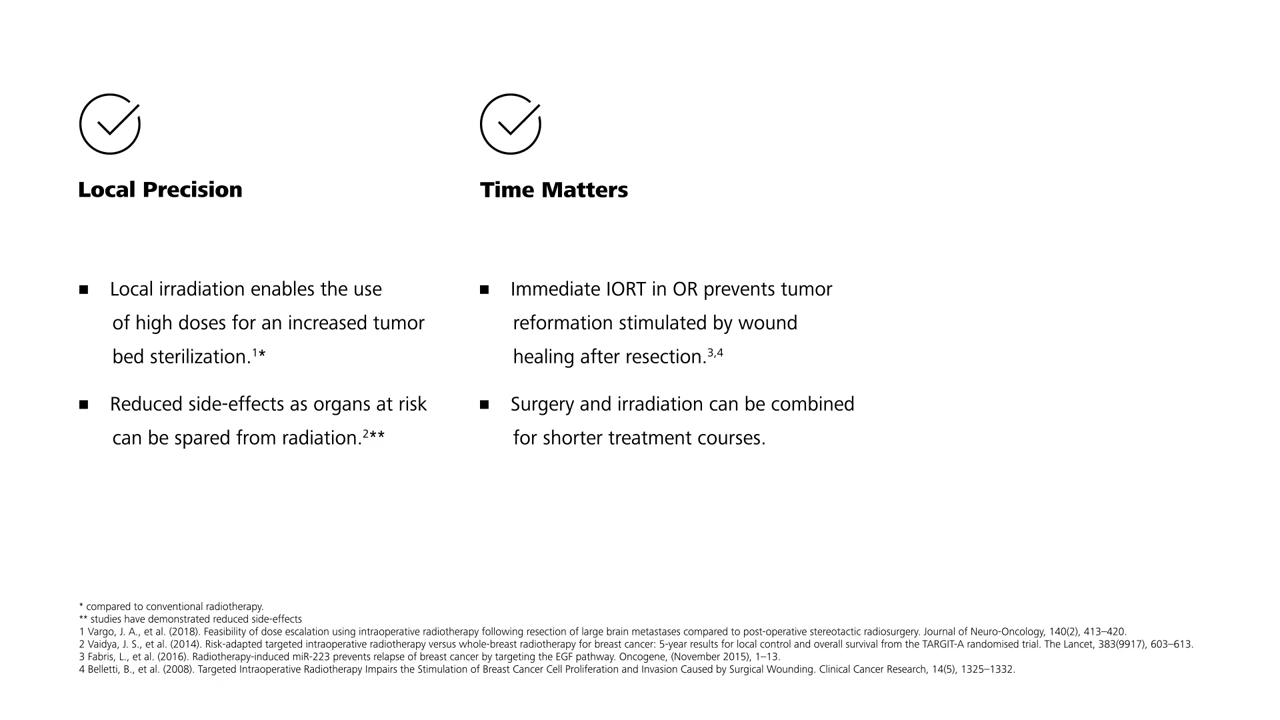 Local Precision
Local irradiation enables the use
of high doses for an increased tumor
bed sterilization.¹*
Reduced side-effects as organs at risk
can be spared from radiation.²**
Time Matters
Immediate IORT in OR prevents tumor
reformation stimulated by wound
healing after resection.³,⁴
Surgery and irradiation can be combined
for shorter treatment courses.
* compared to conventional radiotherapy.
** studies have demonstrated reduced side-effects
1 Vargo, J. A., et al. (2018). Feasibility of dose escalation using intraoperative radiotherapy following resection of large brain metastases compared to post-operative stereotactic radiosurgery. Journal of Neuro-Oncology, 140(2), 413–420.
2 Vaidya, J. S., et al. (2014). Risk-adapted targeted intraoperative radiotherapy versus whole-breast radiotherapy for breast cancer: 5-year results for local control and overall survival from the TARGIT-A randomised trial. The Lancet, 383(9917), 603–613.
3 Fabris, L., et al. (2016). Radiotherapy-induced miR-223 prevents relapse of breast cancer by targeting the EGF pathway. Oncogene, (November 2015), 1–13.
4 Belletti, B., et al. (2008). Targeted Intraoperative Radiotherapy Impairs the Stimulation of Breast Cancer Cell Proliferation and Invasion Caused by Surgical Wounding. Clinical Cancer Research, 14(5), 1325–1332.